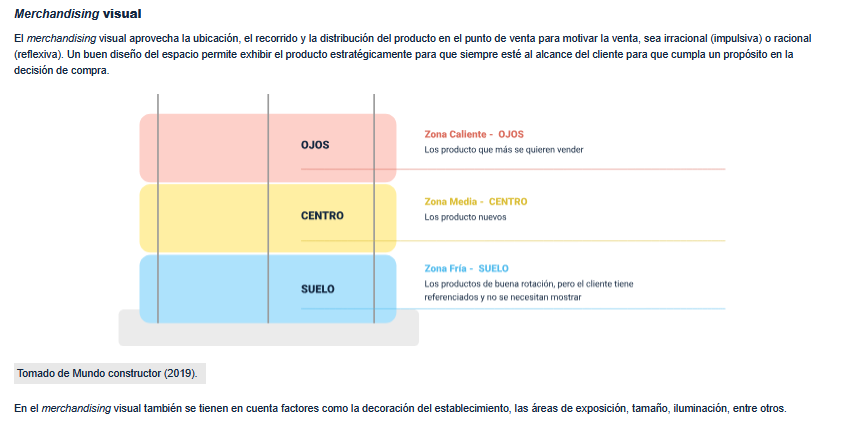 Merchandising visual
El merchandising visual aprovecha la ubicación, el recorrido y la distribución del producto en el punto de venta para motivar la venta, sea irracional (impulsiva) o racional
(reflexiva). Un buen diseño del espacio permite exhibir el producto estratégicamente para que siempre esté al alcance del cliente para que cumpla un propósito en la
decisión de compra.
OJOS
Zona Caliente - OJOS
Los producto que más se quieren vender
CENTRO
Zona Media - CENTRO
Los producto nuevos
SUELO
Zona Fría - SUELO
Los productos de buena rotación, pero el cliente tiene
referenciados y no se necesitan mostrar
Tomado de Mundo constructor (2019).
En el merchandising visual también se tienen en cuenta factores como la decoración del establecimiento, las áreas de exposición, tamaño, iluminación, entre otros.